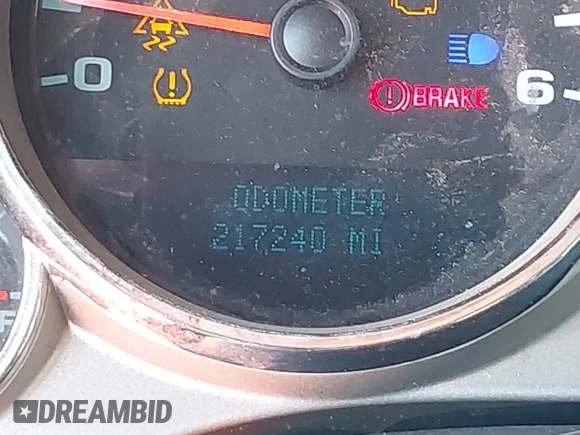 0
BRAKE
6
ODOMETER
217240 MI
F
DREAMBID